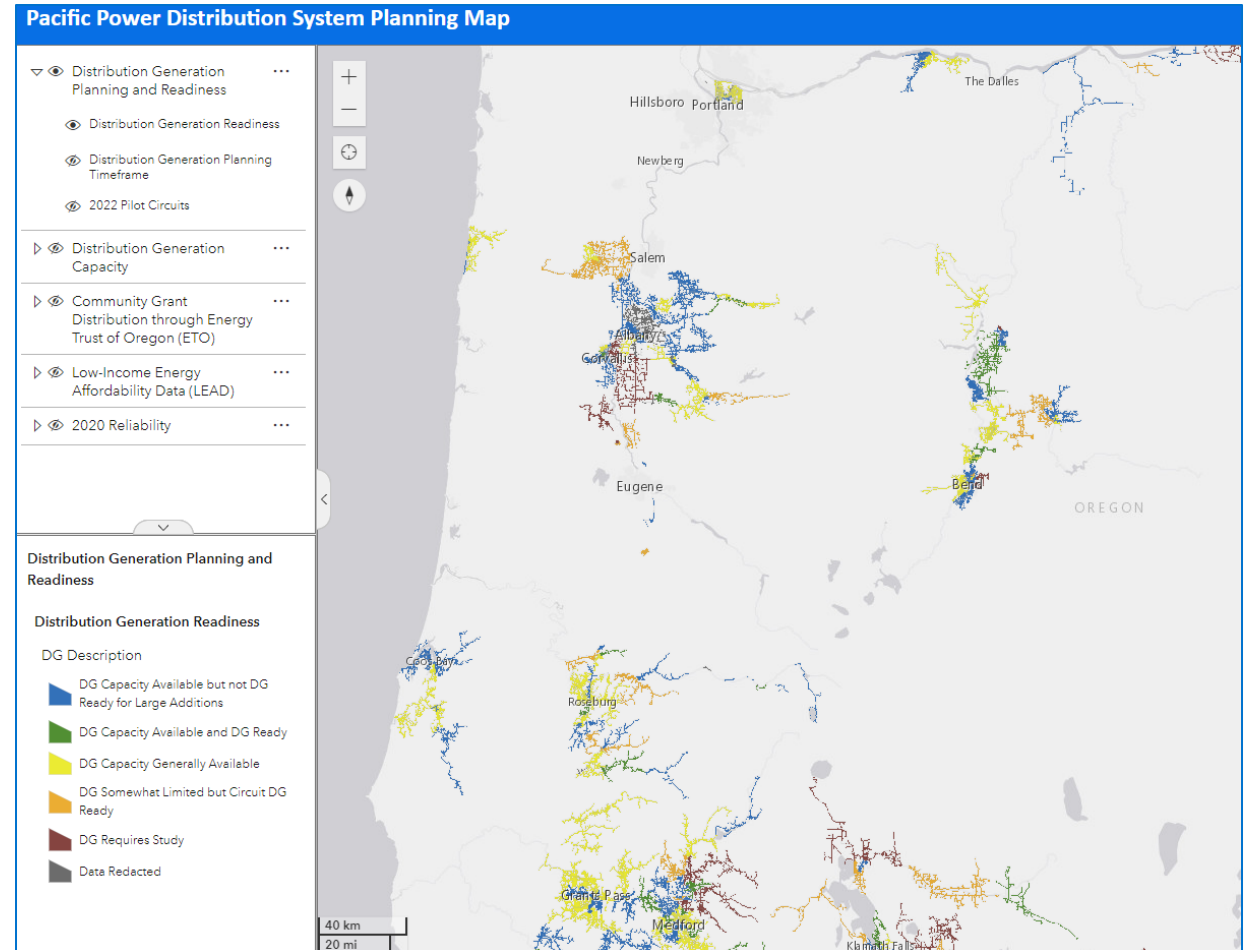 Pacific Power Distribution System Planning Map
Distribution Generation
Planning and Readiness
Distribution Generation Readiness
Distribution Generation Planning
Timeframe
2022 Pilot Circuits
Distribution Generation
Capacity
Community Grant
Distribution through Energy
Trust of Oregon (ETO)
Low-Income Energy
Affordability Data (LEAD)
2020 Reliability
Distribution Generation Planning and
Readiness
Distribution Generation Readiness
DG Description
DG Capacity Available but not DG
Ready for Large Additions
DG Capacity Available and DG Ready
DG Capacity Generally Available
DG Somewhat Limited but Circuit DG
Ready
DG Requires Study
Data Redacted
The Dalles
Hillsboro
Portland
Newberg
Salem
Albany
Corvallis
Eugene
Bend
OREGON
Coos Bay
Roseburg
Grants Pass
Medford
Klamath Falls
40 km
20 mi